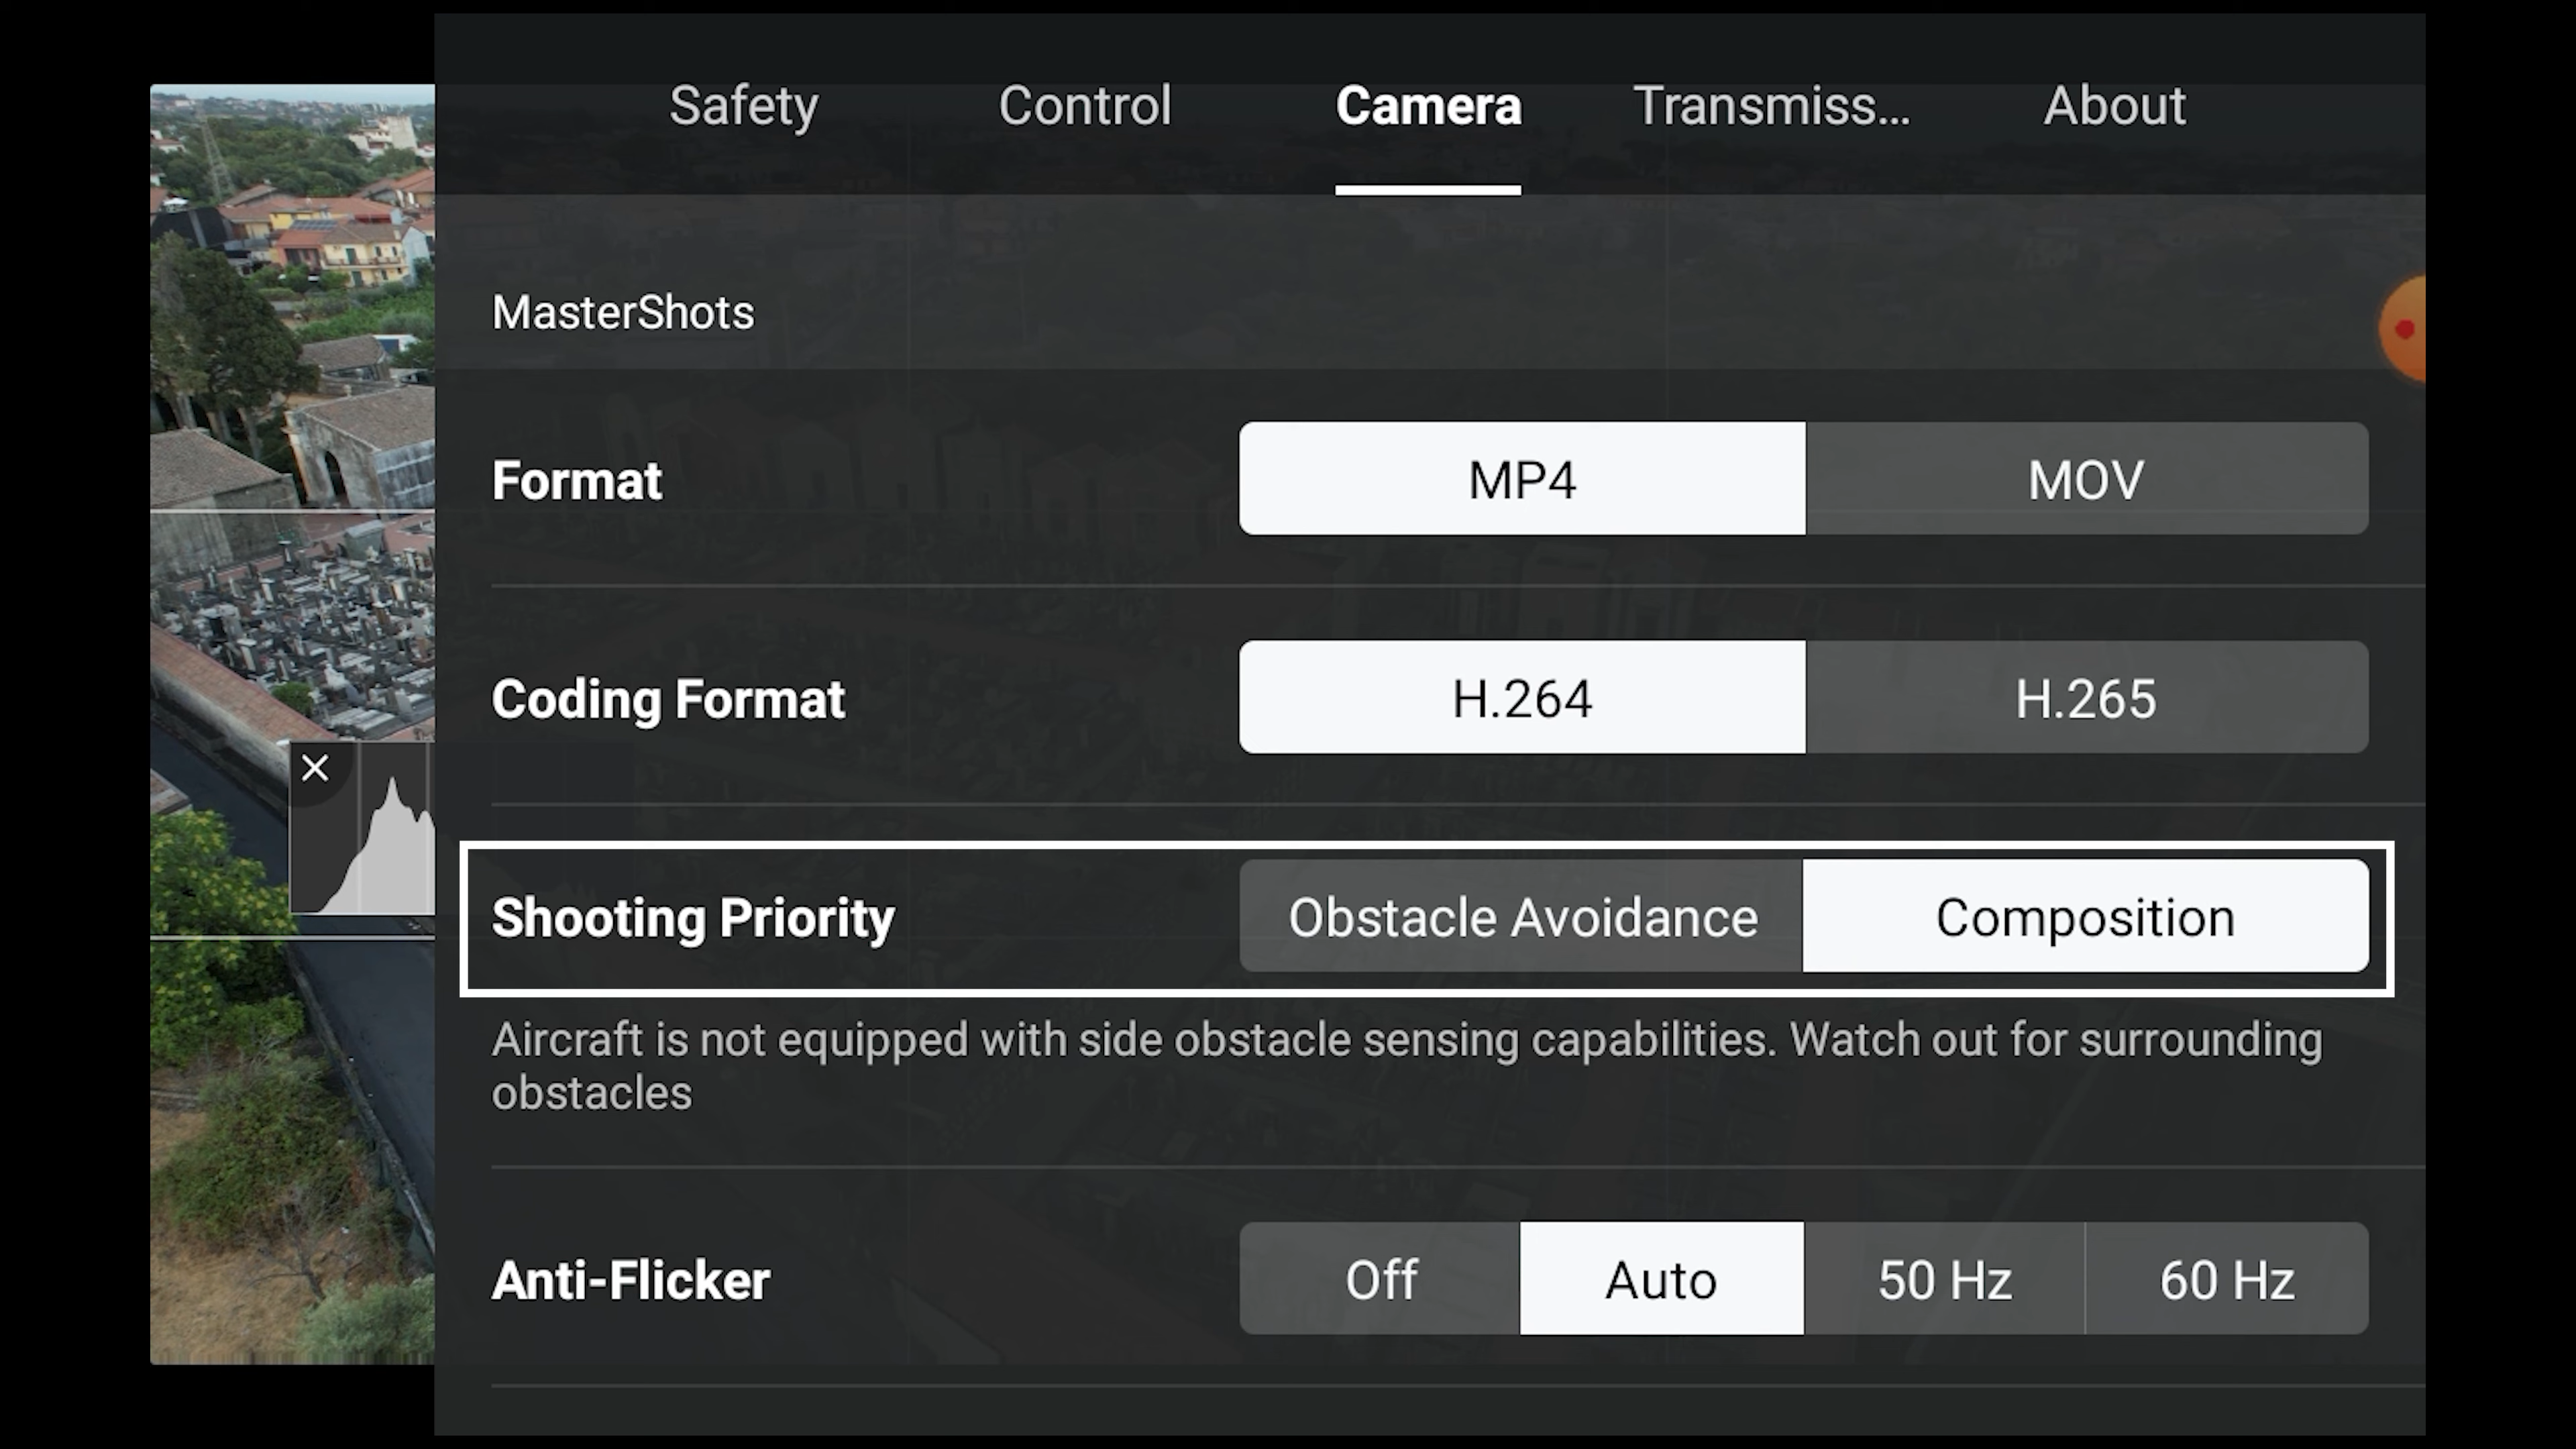 Safety Control Camera Transmiss... About
MasterShots
Format MP4 MOV
Coding Format H.264 H.265
Shooting Priority Obstacle Avoidance Composition
Aircraft is not equipped with side obstacle sensing capabilities. Watch out for surrounding
obstacles
Anti-Flicker Off Auto 50 Hz 60 Hz